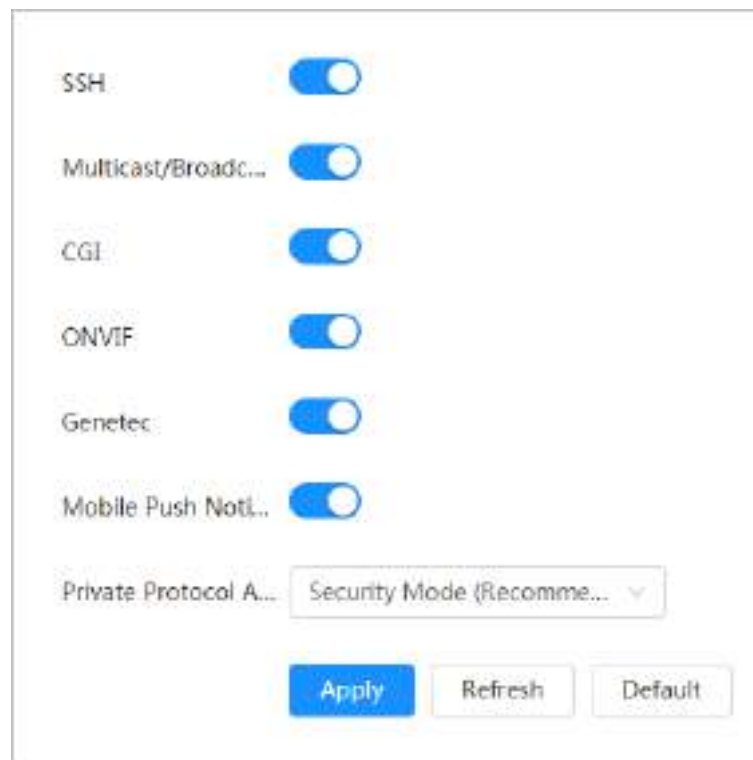 SSH
Multicast/Broadc...
CGI
ONVIF
Genetec
Mobile Push Noti...
Private Protocol A... Security Mode (Recomme...
Apply Refresh Default